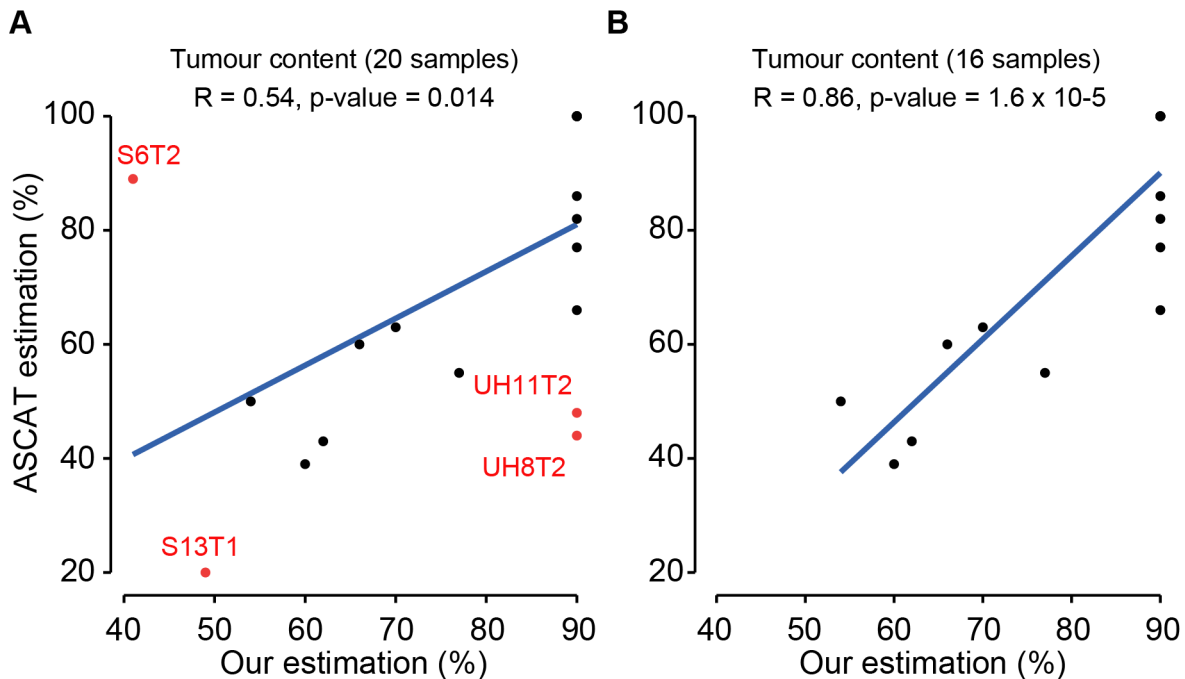 A
Tumour content (20 samples)
R = 0.54, p-value = 0.014
ASCAT estimation (%)
100
80
60
40
20
S6T2
UH11T2
UH8T2
S13T1
40 50 60 70 80 90
Our estimation (%)
B
Tumour content (16 samples)
R = 0.86, p-value = 1.6 x 10-5
100
80
60
40
20
40 50 60 70 80 90
Our estimation (%)